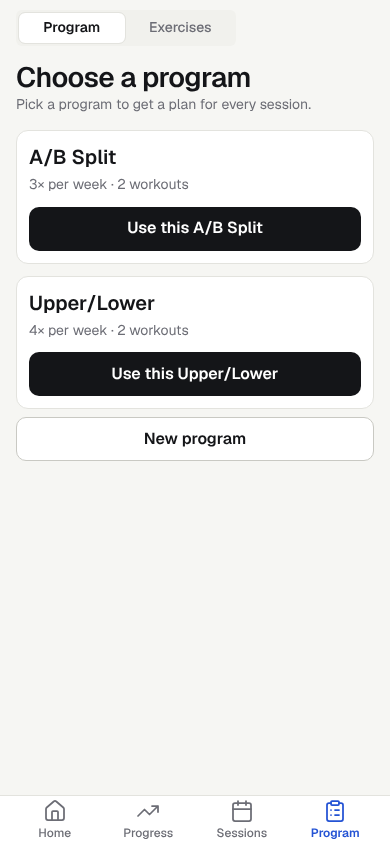 Program
Exercises
Choose a program
Pick a program to get a plan for every session.
A/B Split
3× per week · 2 workouts
Use this A/B Split
Upper/Lower
4× per week · 2 workouts
Use this Upper/Lower
New program
Home
Progress
Sessions
Program